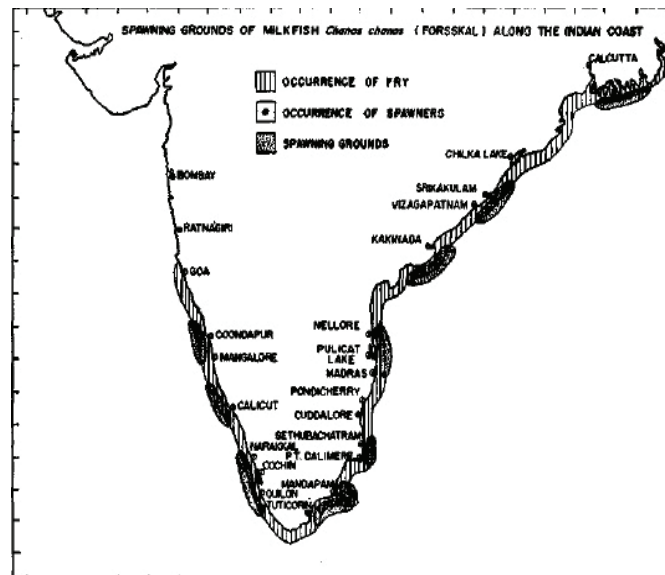 SPAWNING GROUNDS OF MILKFISH Chanos chanos (FORSSKAL) ALONG THE INDIAN COAST
CALCUTTA
OCCURRENCE OF FRY
OCCURRENCE OF SPAWNERS
SPAWNING GROUNDS
CHILKA LAKE
BOMBAY
SRIKAKULAM
VIZAGAPATNAM
RATNAGIRI
KAKINADA
GOA
NELLORE
COONDAPUR
PULICAT
LAKE
MANGALORE
MADRAS
PONDICHERRY
CALICUT
CUDDALORE
SETHUBACHATRAM
NARAKKAL
PT. CALIMERE
COCHIN
MANDAPAM
QUILON
TUTICORIN